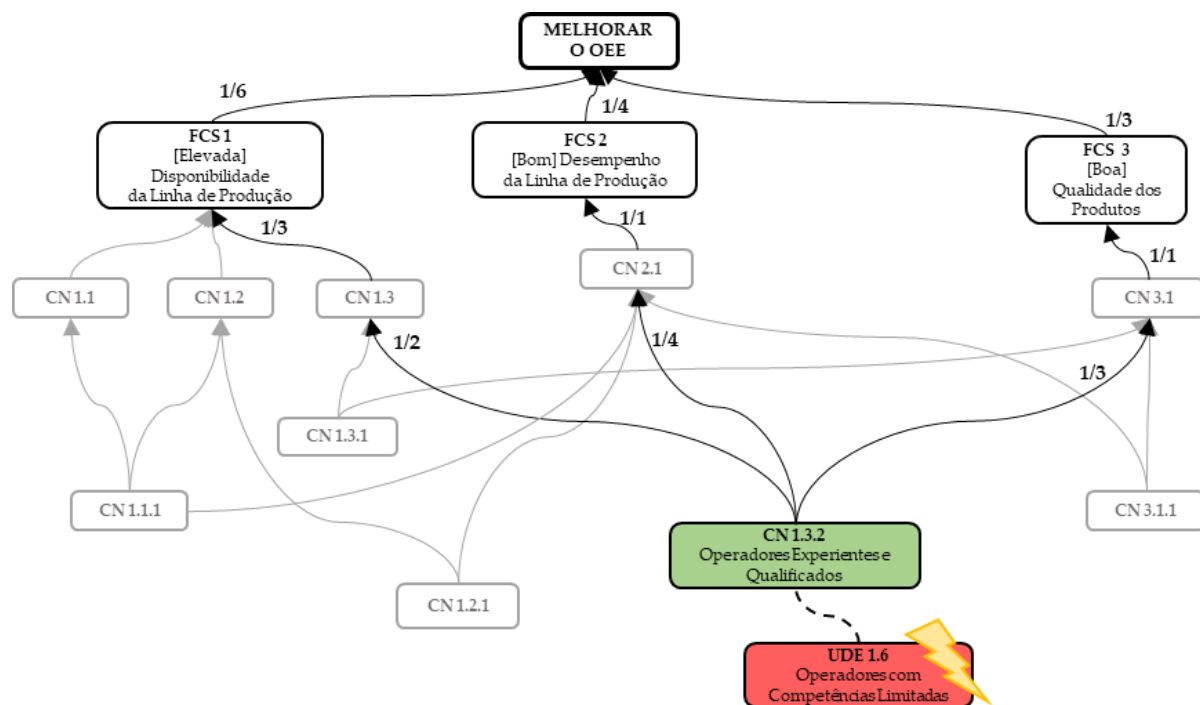 MELHORAR
O OEE
1/6
1/4
1/3
FCS 1
[Elevada]
Disponibilidade
da Linha de Produção
FCS 2
[Bom] Desempenho
da Linha de Produção
FCS 3
[Boa]
Qualidade dos
Produtos
1/3
1/1
1/1
CN 1.1
CN 1.2
CN 1.3
CN 2.1
CN 3.1
1/2
1/4
1/3
CN 1.3.1
CN 1.1.1
CN 3.1.1
CN 1.3.2
Operadores Experientes e
Qualificados
CN 1.2.1
UDE 1.6
Operadores com
Competências Limitadas